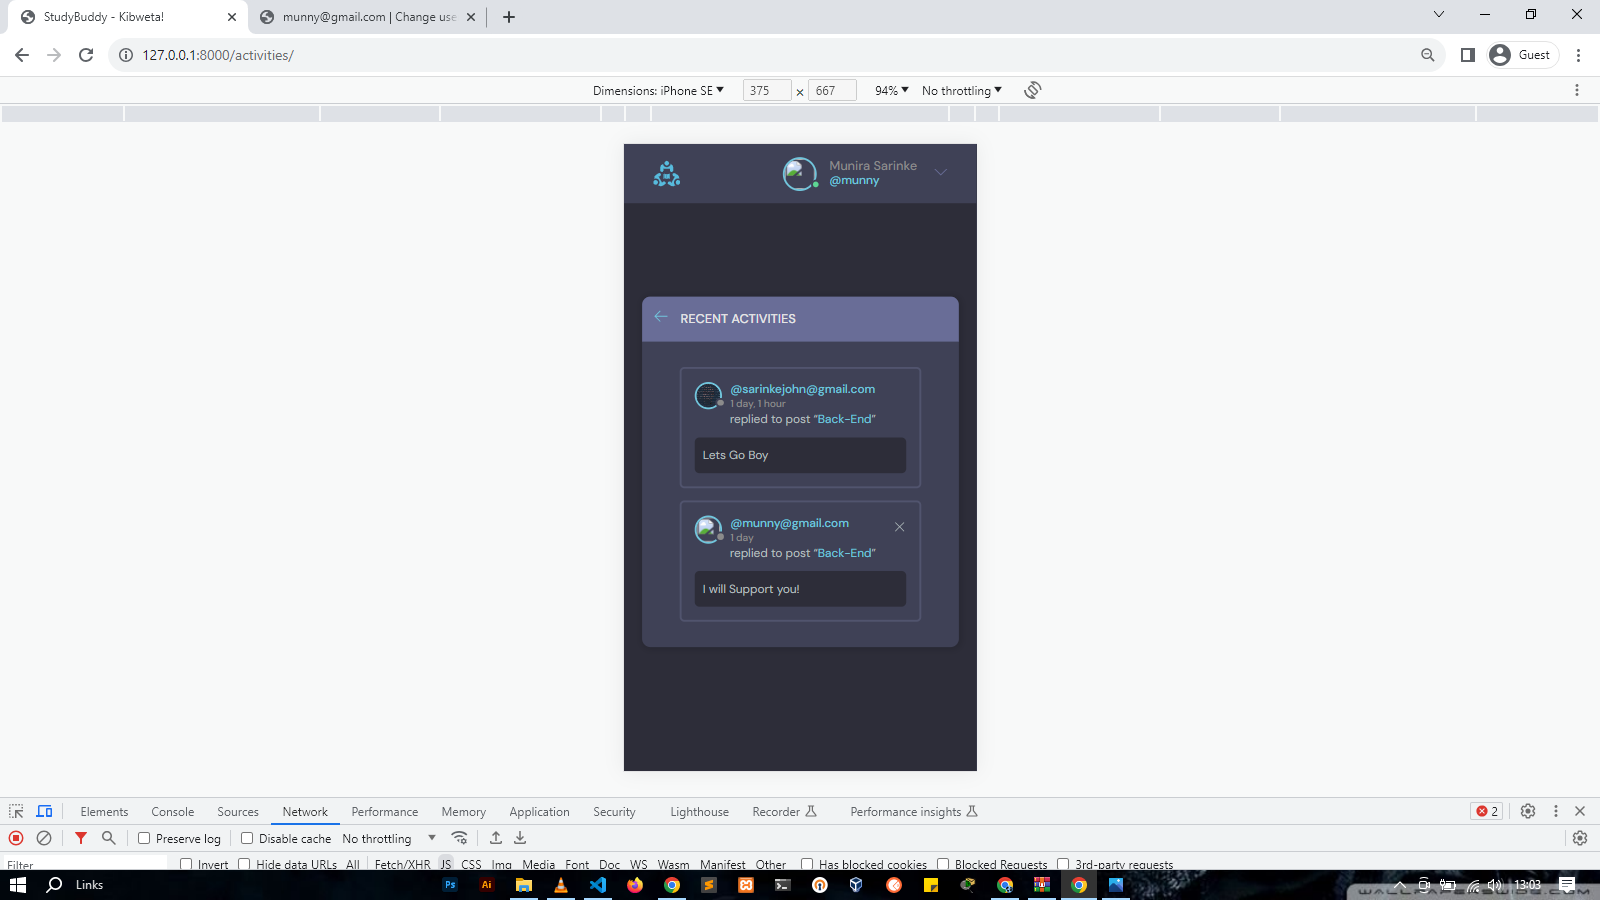 StudyBuddy - Kibweta!
munny@gmail.com | Change use
127.0.0.1:8000/activities/
Guest
Dimensions: iPhone SE
375
×
667
94%
No throttling
Munira Sarinke
@munny
RECENT ACTIVITIES
@sarinkejohn@gmail.com
1 day, 1 hour
replied to post “Back-End”
Lets Go Boy
@munny@gmail.com
1 day
replied to post “Back-End”
I will Support you!
Elements Console Sources Network Performance Memory Application Security Lighthouse Recorder Performance insights 2
Preserve log Disable cache No throttling
Filter Invert Hide data URLs All Fetch/XHR JS CSS Img Media Font Doc WS Wasm Manifest Other Has blocked cookies Blocked Requests 3rd-party requests
Links Ps Ai 13:03